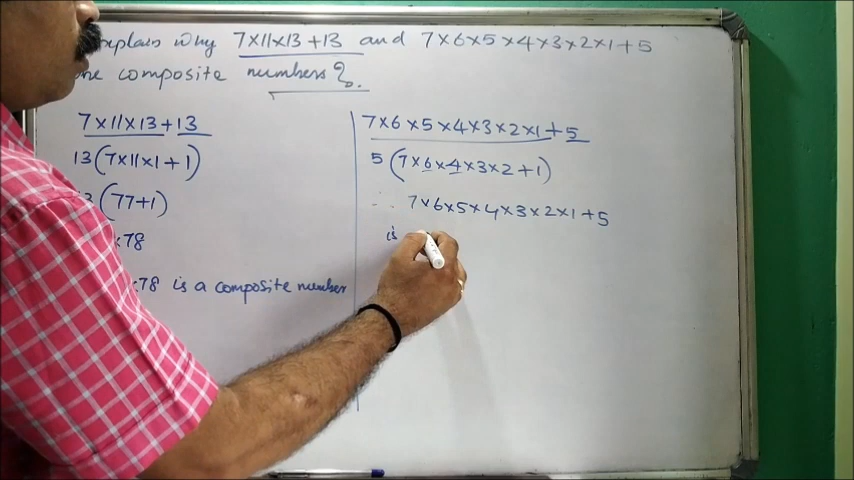 explain why 7×11×13+13 and 7×6×5×4×3×2×1+5
are composite numbers?.
7×11×13+13
13(7×11×1+1)
(77+1)
×78
×78 is a composite number
7×6×5×4×3×2×1+5
5(7×6×4×3×2+1)
∴ 7×6×5×4×3×2×1+5
is